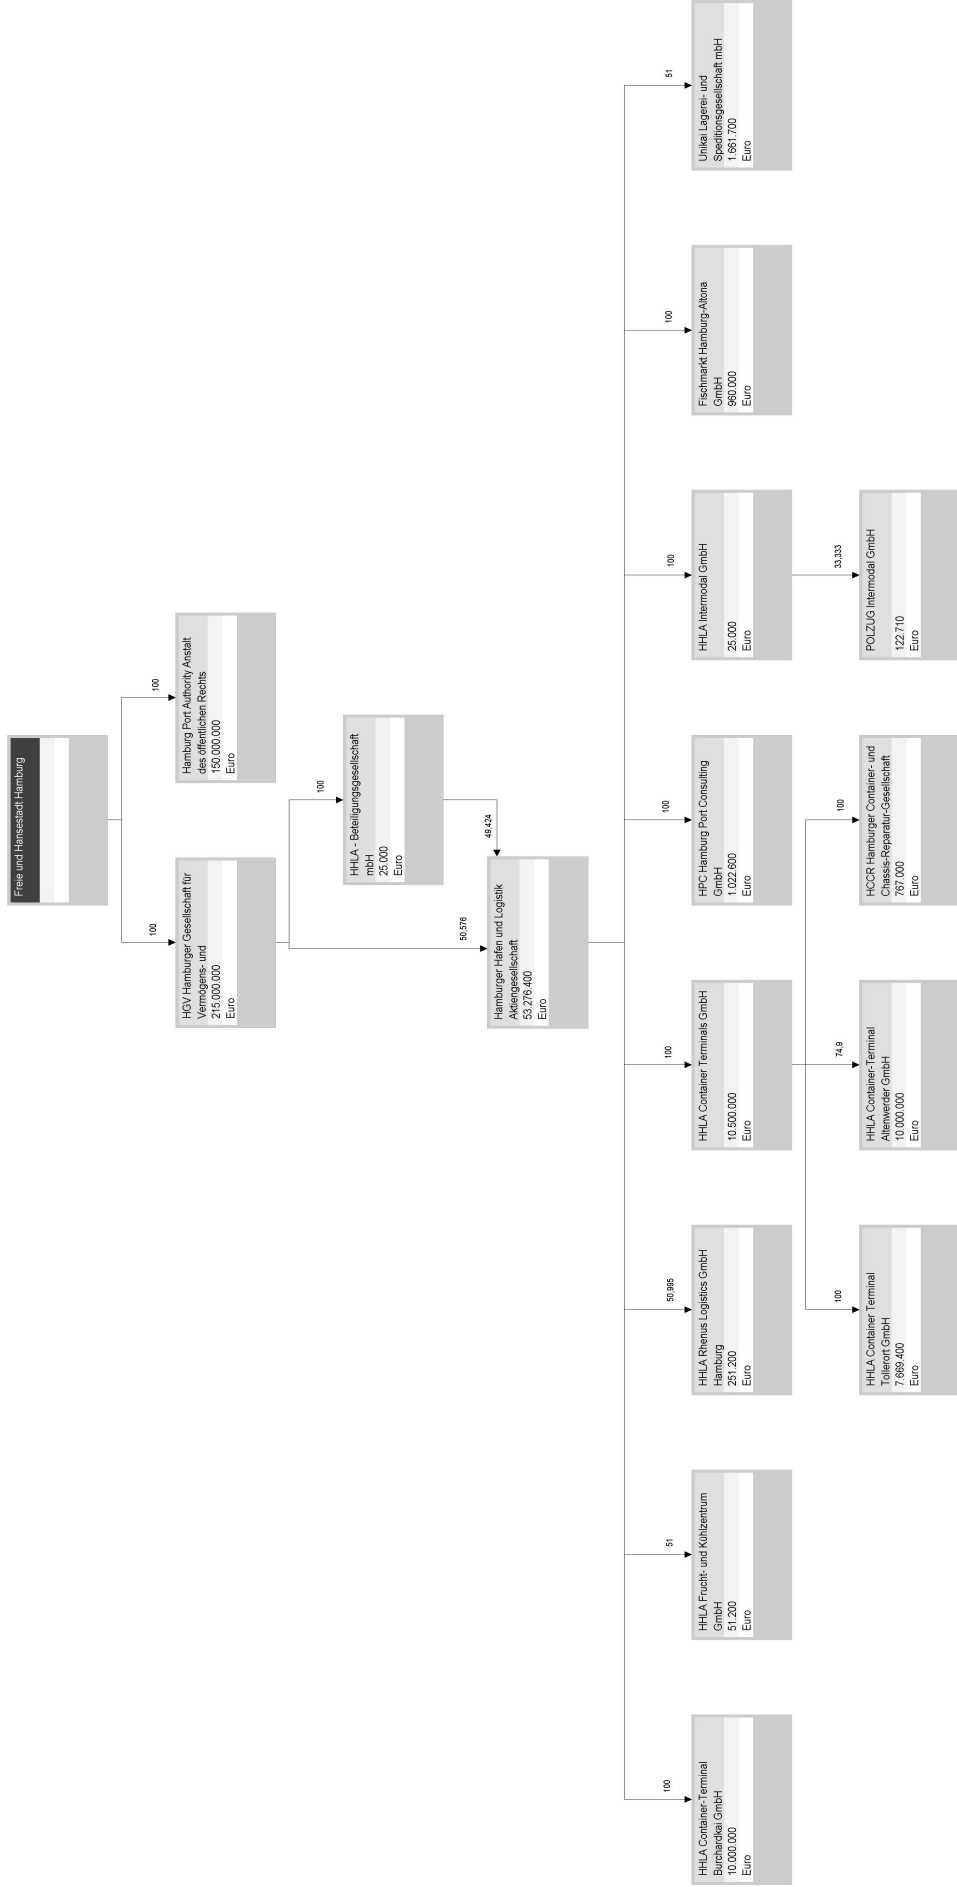 Freie und Hansestadt Hamburg
100
100
HGV Hamburger Gesellschaft für
Vermögens- und
215.000.000
Euro
Hamburg Port Authority Anstalt
des öffentlichen Rechts
150.000.000
Euro
100
HHLA - Beteiligungsgesellschaft
mbH
25.000
Euro
50,576
49,424
Hamburger Hafen und Logistik
Aktiengesellschaft
53.276.400
Euro
100
51
50,995
100
100
100
100
51
HHLA Container-Terminal
Burchardkai GmbH
10.000.000
Euro
HHLA Frucht- und Kühlzentrum
GmbH
51.200
Euro
HHLA Rhenus Logistics GmbH
Hamburg
251.200
Euro
HHLA Container Terminals GmbH
10.500.000
Euro
HPC Hamburg Port Consulting
GmbH
1.022.600
Euro
HHLA Intermodal GmbH
25.000
Euro
Fischmarkt Hamburg-Altona
GmbH
960.000
Euro
Unikai Lagerei- und
Speditionsgesellschaft mbH
1.661.700
Euro
100
74,9
100
33,333
HHLA Container Terminal
Tollerort GmbH
7.669.400
Euro
HHLA Container-Terminal
Altenwerder GmbH
10.000.000
Euro
HCCR Hamburger Container- und
Chassis-Reparatur-Gesellschaft
767.000
Euro
POLZUG Intermodal GmbH
122.710
Euro